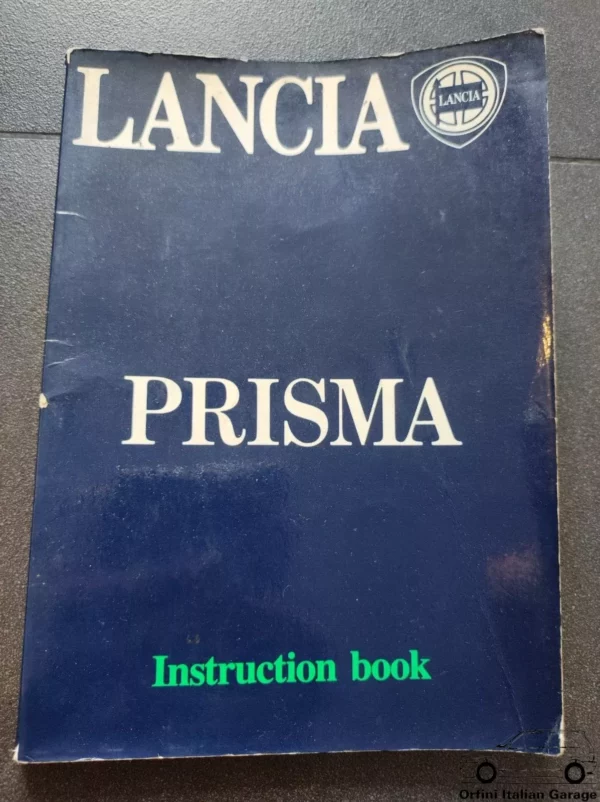 LANCIA
LANCIA
PRISMA
Instruction book
Orfini Italian Garage